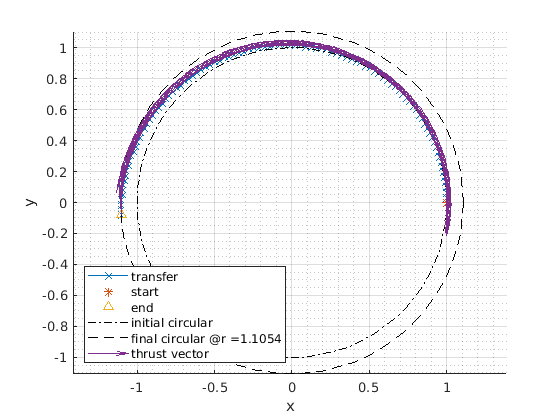 1
0.8
0.6
0.4
0.2
0
-0.2
-0.4
-0.6
-0.8
-1
y
transfer
start
end
initial circular
final circular @r =1.1054
thrust vector
-1
-0.5
0
0.5
1
x